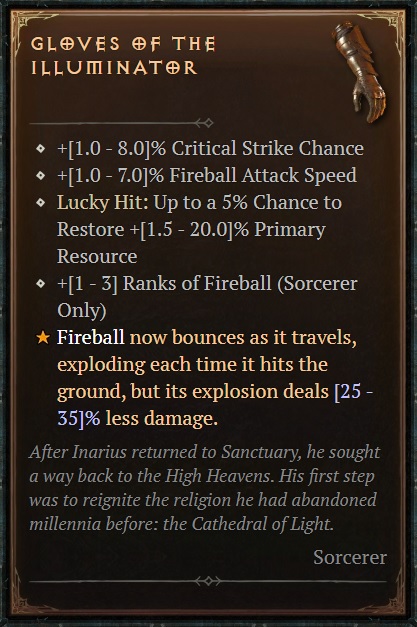 GLOVES OF THE
ILLUMINATOR
+[1.0 - 8.0]% Critical Strike Chance
+[1.0 - 7.0]% Fireball Attack Speed
Lucky Hit: Up to a 5% Chance to
Restore +[1.5 - 20.0]% Primary
Resource
+[1 - 3] Ranks of Fireball (Sorcerer
Only)
Fireball now bounces as it travels,
exploding each time it hits the
ground, but its explosion deals [25 -
35]% less damage.
After Inarius returned to Sanctuary, he sought
a way back to the High Heavens. His first step
was to reignite the religion he had abandoned
millennia before: the Cathedral of Light.
Sorcerer